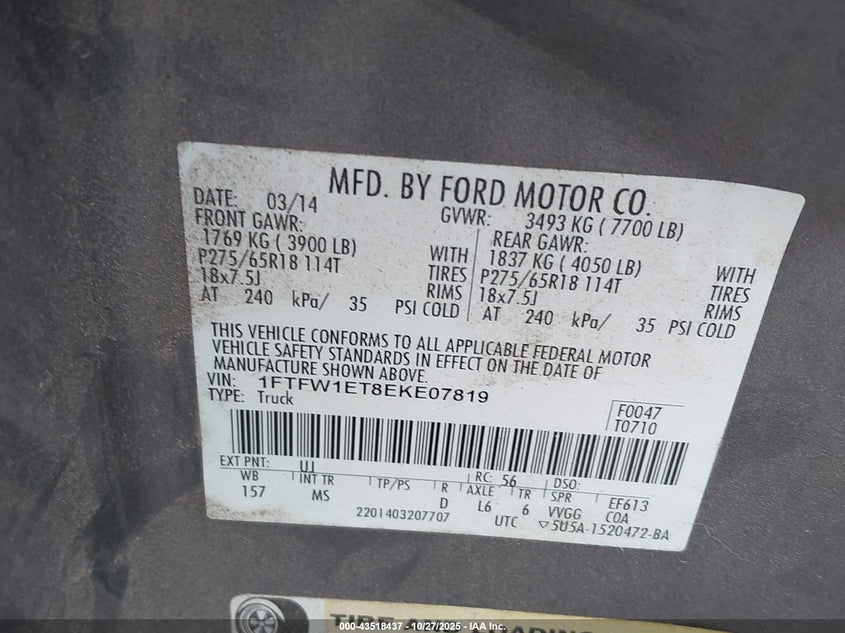 MFD. BY FORD MOTOR CO.
DATE: 03/14 GVWR: 3493 KG ( 7700 LB)
FRONT GAWR: REAR GAWR:
1769 KG ( 3900 LB) WITH 1837 KG ( 4050 LB) WITH
P275/65R18 114T TIRES P275/65R18 114T TIRES
18x7.5J RIMS 18x7.5J RIMS
AT 240 kPa/ 35 PSI COLD AT 240 kPa/ 35 PSI COLD
THIS VEHICLE CONFORMS TO ALL APPLICABLE FEDERAL MOTOR
VEHICLE SAFETY STANDARDS IN EFFECT ON THE DATE OF
MANUFACTURE SHOWN ABOVE.
VIN: 1FTFW1ET8EKE07819
TYPE: Truck
F0047
T0710
EXT PNT: UJ RC: 56 DSO:
WB INT TR TP/PS R AXLE TR SPR EF613
157 MS D L6 6 VVGG C0A
2201403207707 UTC ▽5U5A-1520472-BA
000-43518437 - 10/27/2025 - IAA Inc.